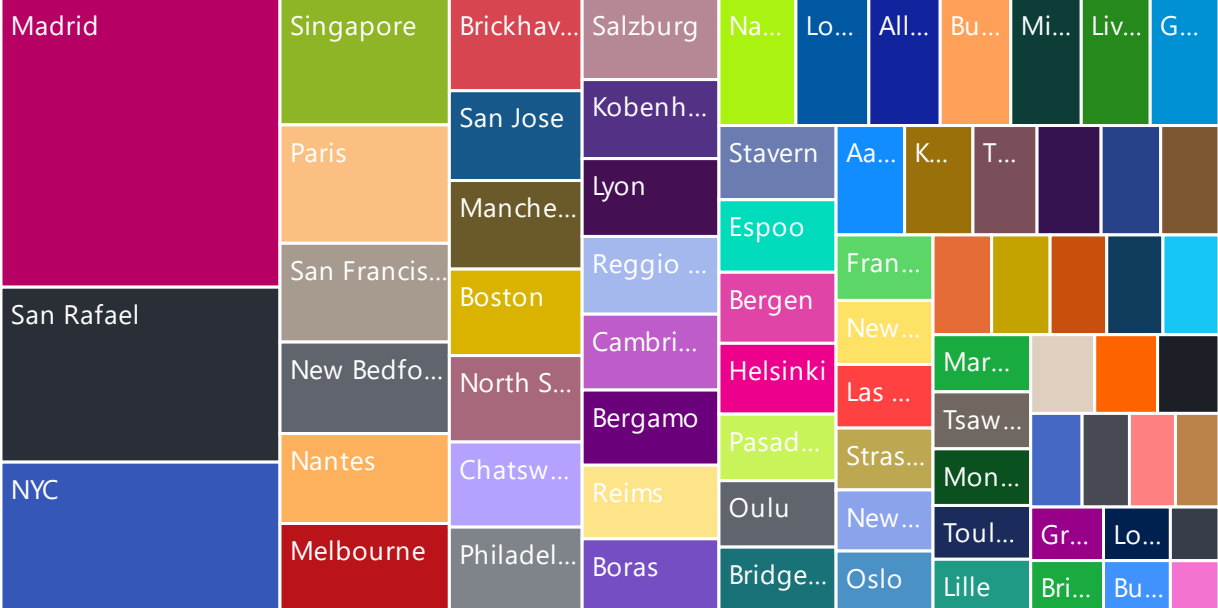 Madrid
San Rafael
NYC
Singapore
Paris
San Francis...
New Bedfo...
Nantes
Melbourne
Brickhav...
San Jose
Manche...
Boston
North S...
Chatsw...
Philadel...
Salzburg
Kobenh...
Lyon
Reggio ...
Cambri...
Bergamo
Reims
Boras
Na...
Lo...
All...
Bu...
Mi...
Liv...
G...
Stavern
Espoo
Bergen
Helsinki
Pasad...
Oulu
Bridge...
Aa...
K...
T...
Fran...
New...
Las ...
Stras...
New...
Oslo
Mar...
Tsaw...
Mon...
Toul...
Lille
Gr...
Lo...
Bri...
Bu...